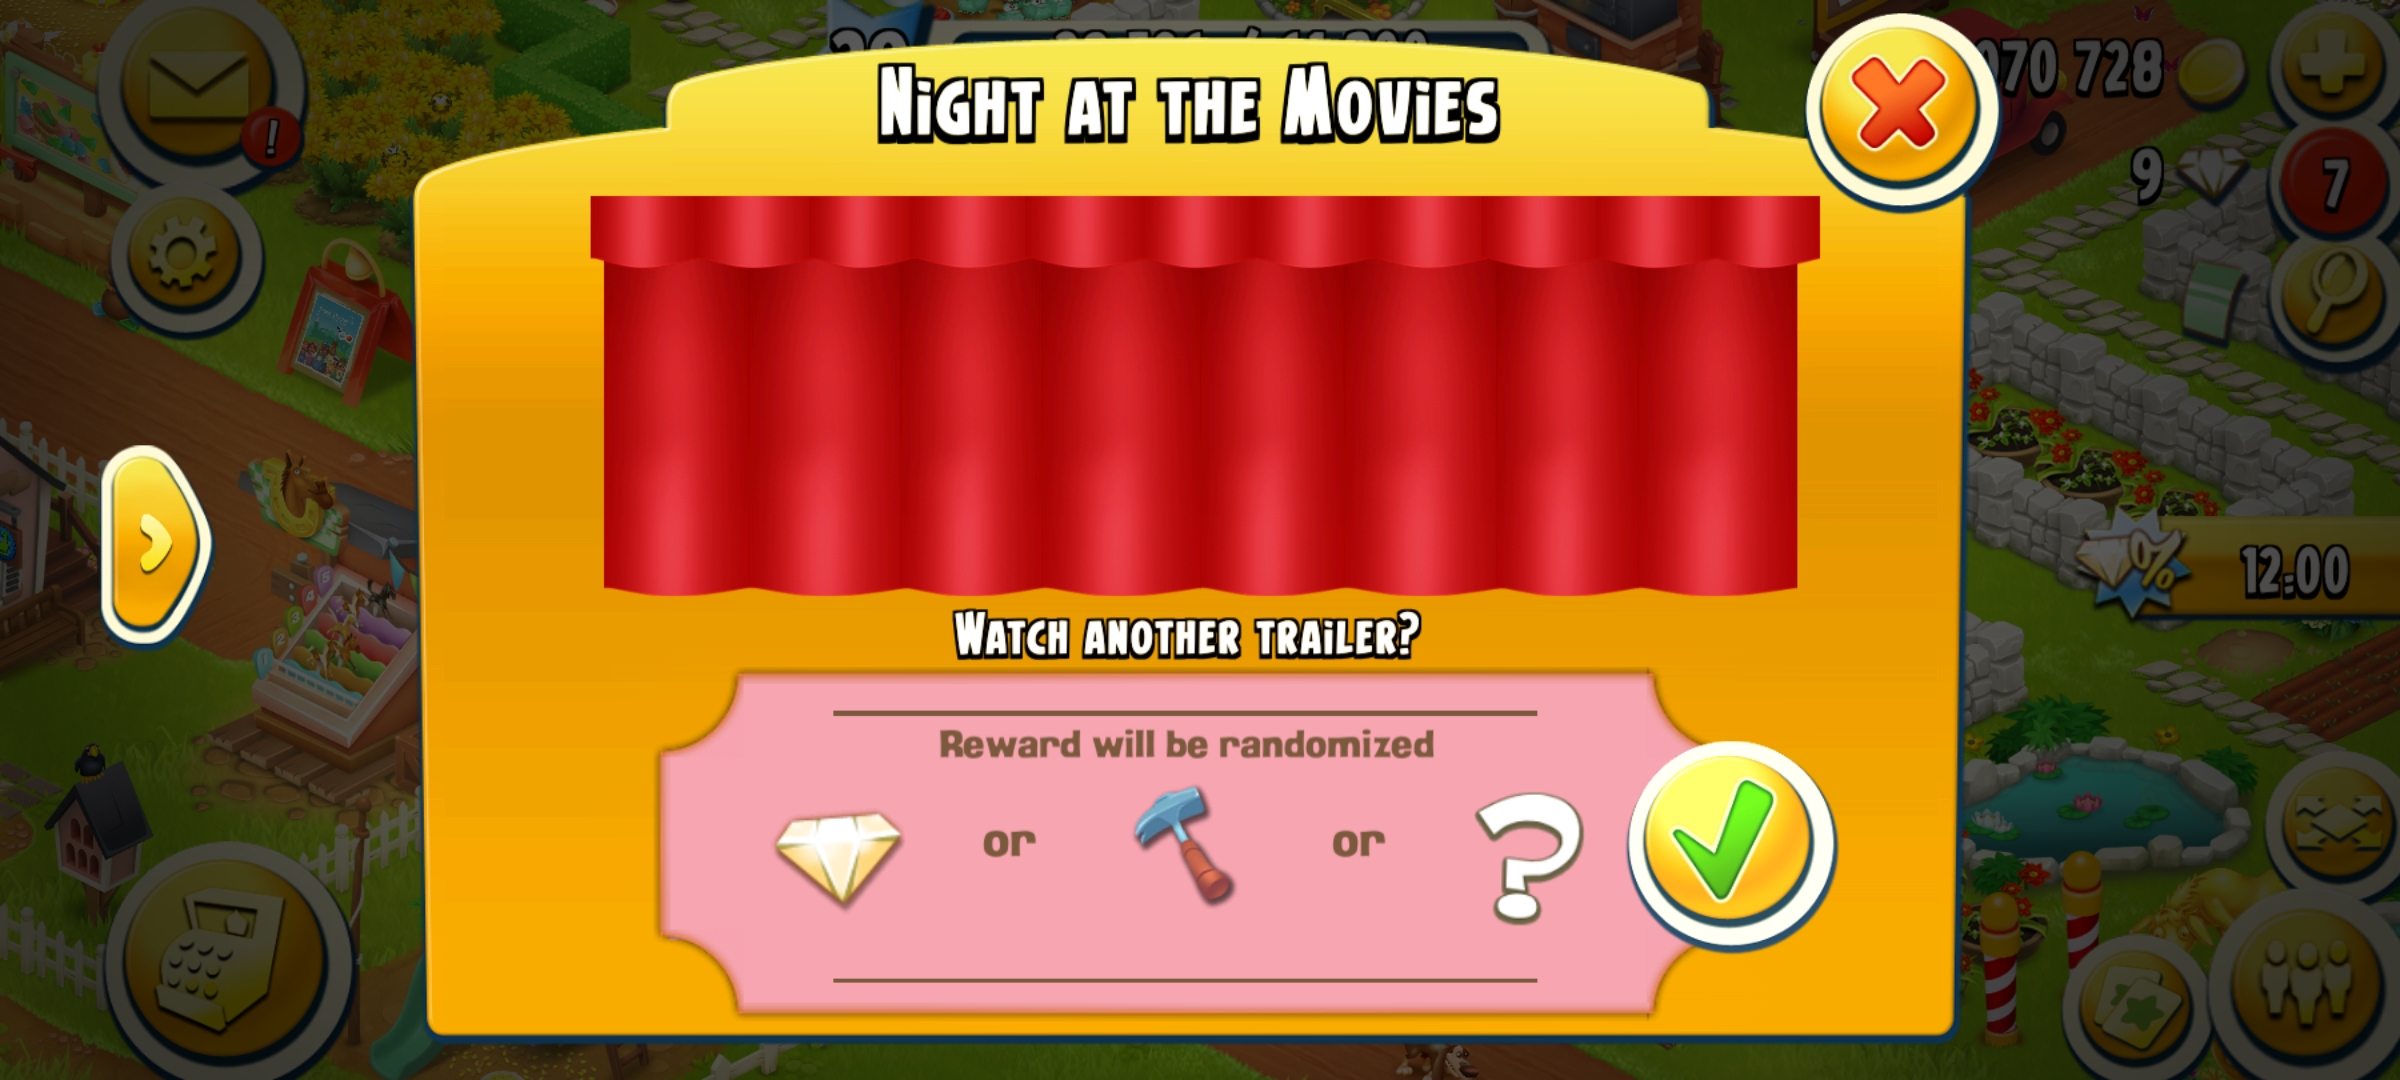 Night at the Movies
070 728
9
7
12:00
Watch another trailer?
Reward will be randomized
or
or
?